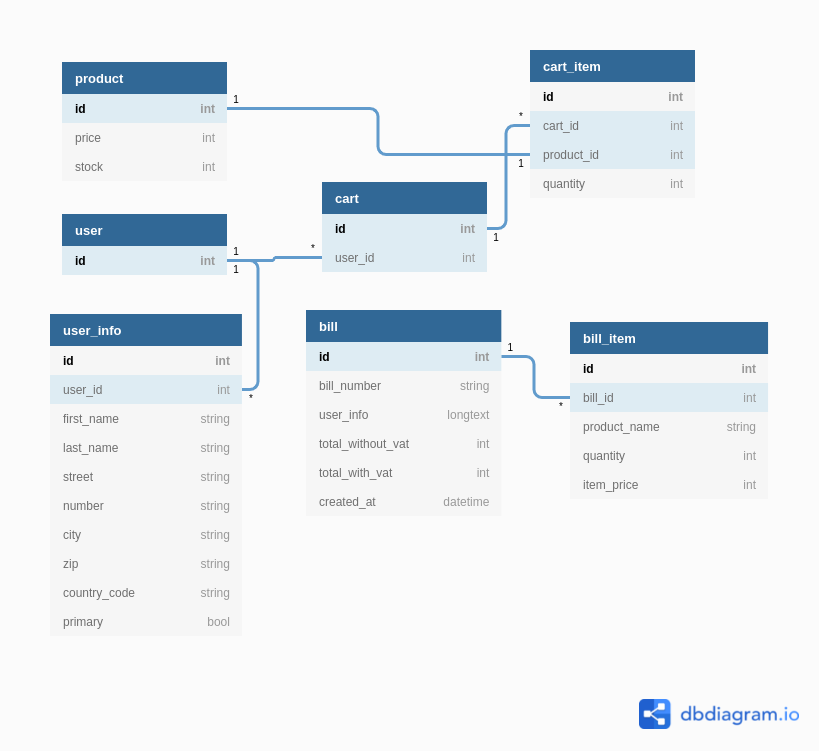 product
id int
price int
stock int
1
user
id int
1
1
user_info
id int
user_id int
*
first_name string
last_name string
street string
number string
city string
zip string
country_code string
primary bool
cart
id int
user_id int
*
1
cart_item
id int
cart_id int
product_id int
quantity int
*
1
bill
id int
bill_number string
user_info longtext
total_without_vat int
total_with_vat int
created_at datetime
1
bill_item
id int
bill_id int
product_name string
quantity int
item_price int
*
dbdiagram.io